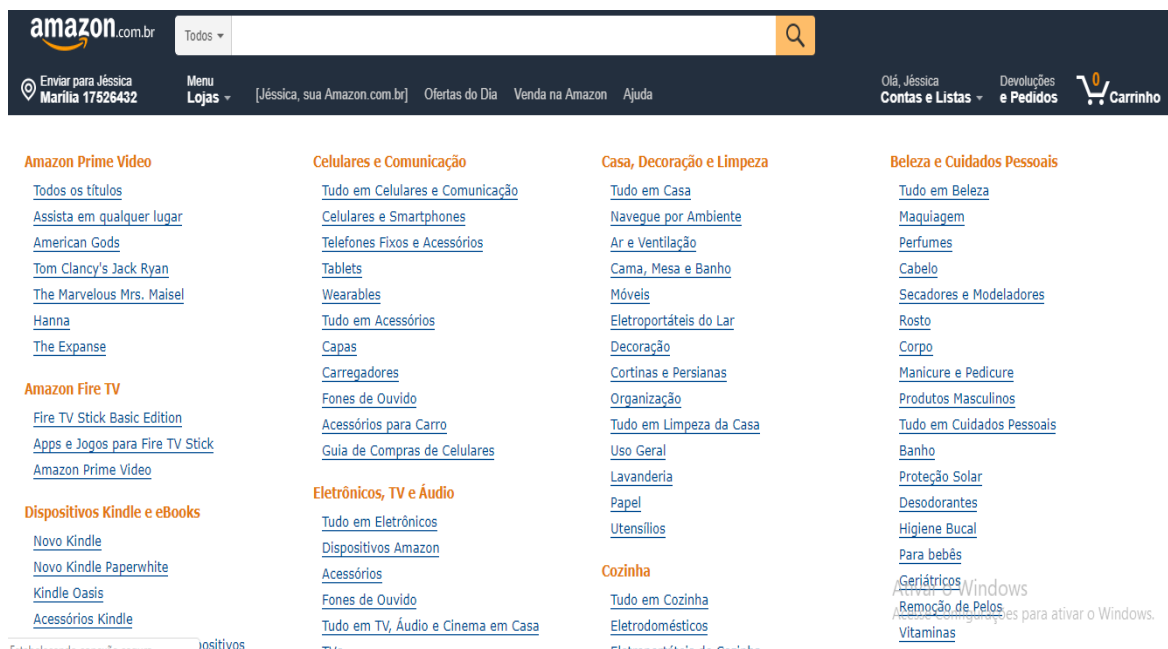 amazon.com.br
Todos
Enviar para Jéssica
Marília 17526432
Menu
Lojas
[Jéssica, sua Amazon.com.br] Ofertas do Dia Venda na Amazon Ajuda
Olá, Jéssica
Contas e Listas
Devoluções
e Pedidos
0
Carrinho
Amazon Prime Video
Todos os títulos
Assista em qualquer lugar
American Gods
Tom Clancy's Jack Ryan
The Marvelous Mrs. Maisel
Hanna
The Expanse
Amazon Fire TV
Fire TV Stick Basic Edition
Apps e Jogos para Fire TV Stick
Amazon Prime Video
Dispositivos Kindle e eBooks
Novo Kindle
Novo Kindle Paperwhite
Kindle Oasis
Acessórios Kindle
Celulares e Comunicação
Tudo em Celulares e Comunicação
Celulares e Smartphones
Telefones Fixos e Acessórios
Tablets
Wearables
Tudo em Acessórios
Capas
Carregadores
Fones de Ouvido
Acessórios para Carro
Guia de Compras de Celulares
Eletrônicos, TV e Áudio
Tudo em Eletrônicos
Dispositivos Amazon
Acessórios
Fones de Ouvido
Tudo em TV, Áudio e Cinema em Casa
Casa, Decoração e Limpeza
Tudo em Casa
Navegue por Ambiente
Ar e Ventilação
Cama, Mesa e Banho
Móveis
Eletroportáteis do Lar
Decoração
Cortinas e Persianas
Organização
Tudo em Limpeza da Casa
Uso Geral
Lavanderia
Papel
Utensílios
Cozinha
Tudo em Cozinha
Eletrodomésticos
Beleza e Cuidados Pessoais
Tudo em Beleza
Maquiagem
Perfumes
Cabelo
Secadores e Modeladores
Rosto
Corpo
Manicure e Pedicure
Produtos Masculinos
Tudo em Cuidados Pessoais
Banho
Proteção Solar
Desodorantes
Higiene Bucal
Para bebês
Geriátricos
Remoção de Pelos
Vitaminas
Ativar o Windows
Acesse Configurações para ativar o Windows.